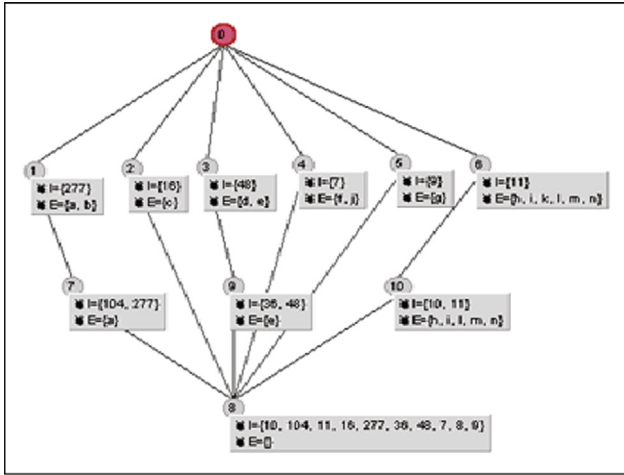 0
1
I={277}
E={a, b}
2
I={16}
E={c}
3
I={48}
E={d, e}
4
I={7}
E={f, j}
5
I={9}
E={g}
6
I={11}
E={h, i, k, l, m, n}
7
I={104, 277}
E={a}
9
I={36, 48}
E={e}
10
I={10, 11}
E={h, i, l, m, n}
8
I={10, 104, 11, 16, 277, 36, 48, 7, 8, 9}
E={}